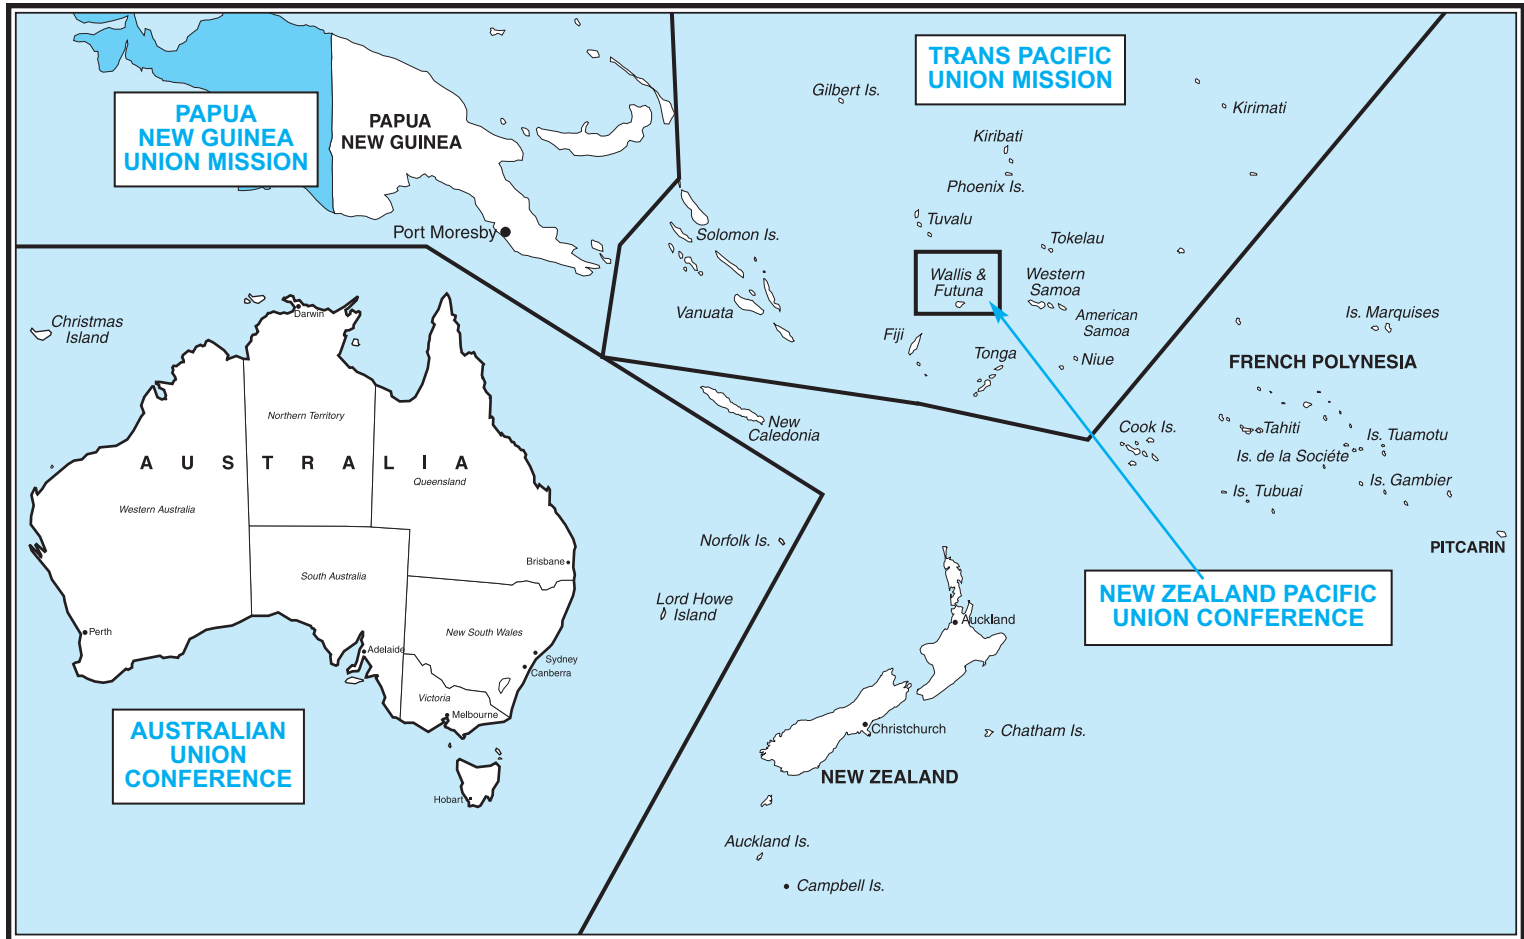 TRANS PACIFIC
UNION MISSION
Gilbert Is.
Kirimati
PAPUA
NEW GUINEA
UNION MISSION
PAPUA
NEW GUINEA
Kiribati
Phoenix Is.
Tuvalu
Port Moresby
Solomon Is.
Tokelau
Wallis &
Futuna
Western
Samoa
Vanuata
American
Samoa
Christmas
Island
Darwin
Is. Marquises
Fiji
Tonga
Niue
FRENCH POLYNESIA
Northern Territory
New
Caledonia
Cook Is.
Tahiti
Is. Tuamotu
Is. de la Sociéte
AUSTRALIA
Queensland
Is. Gambier
Is. Tubuai
Western Australia
Norfolk Is.
PITCARIN
Brisbane
South Australia
NEW ZEALAND PACIFIC
UNION CONFERENCE
Lord Howe
Island
Auckland
Perth
New South Wales
Adelaide
Sydney
Canberra
Victoria
Melbourne
AUSTRALIAN
UNION
CONFERENCE
Christchurch
Chatham Is.
NEW ZEALAND
Hobart
Auckland Is.
Campbell Is.